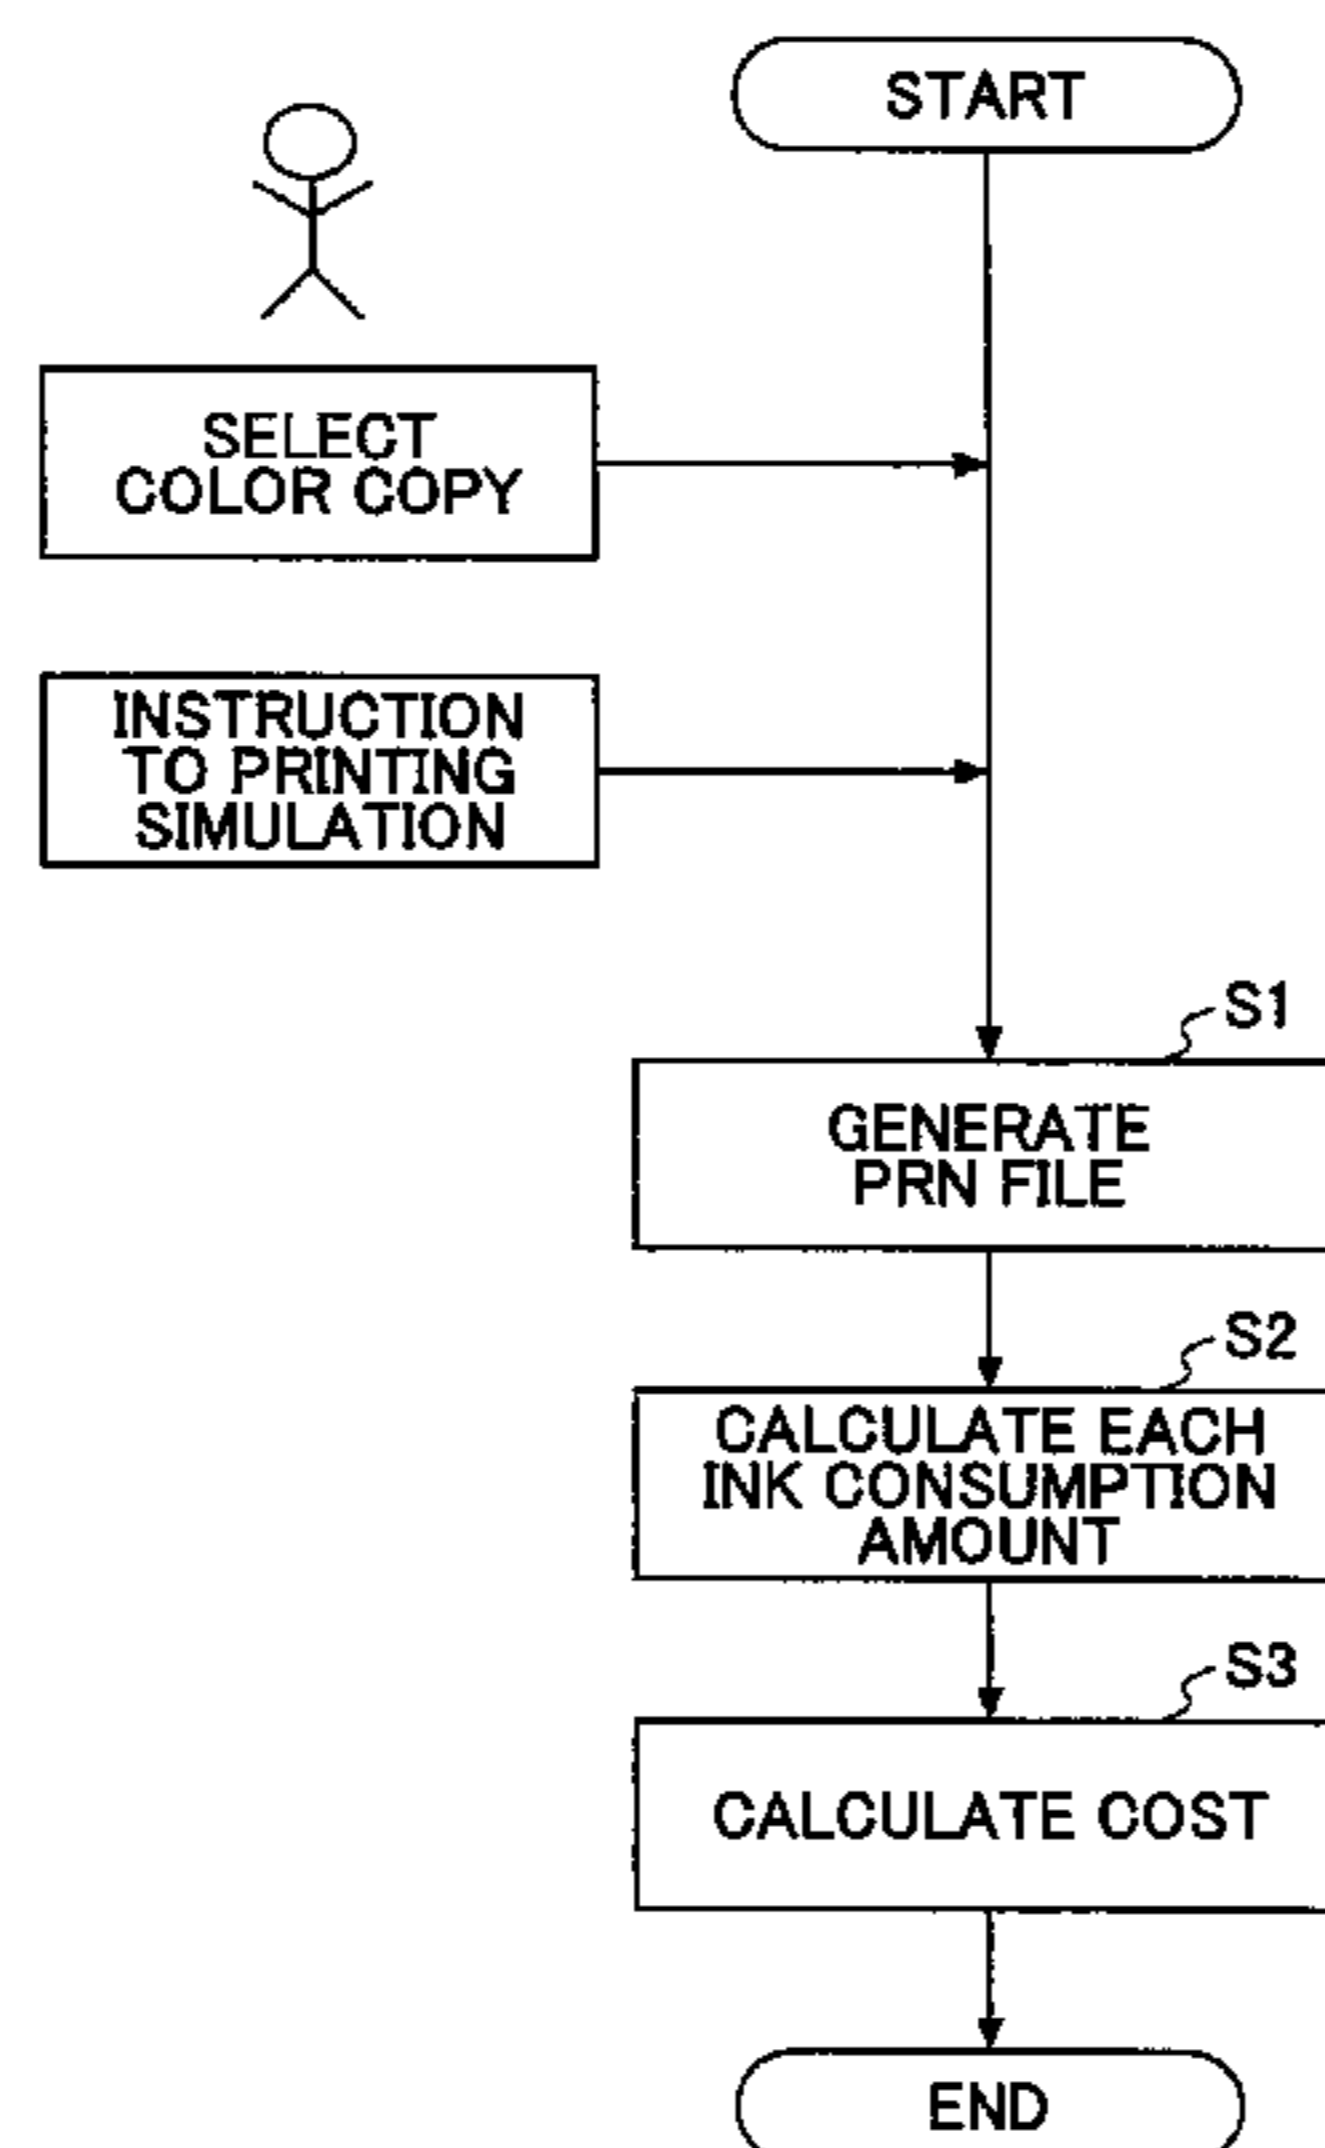 START
SELECT
COLOR COPY
INSTRUCTION
TO PRINTING
SIMULATION
S1
GENERATE
PRN FILE
S2
CALCULATE EACH
INK CONSUMPTION
AMOUNT
S3
CALCULATE COST
END